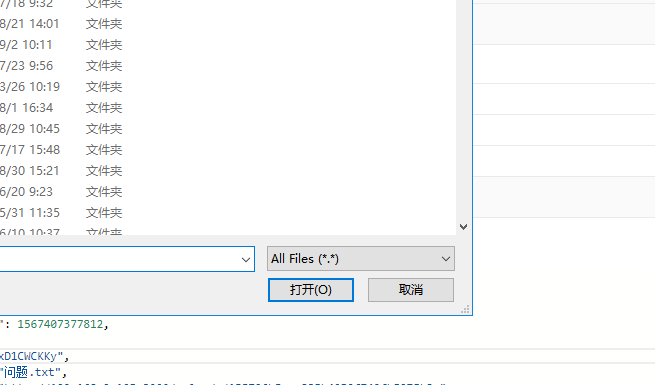 7/18 9:32 文件夹
8/21 14:01 文件夹
9/2 10:11 文件夹
7/23 9:56 文件夹
3/26 10:19 文件夹
8/1 16:34 文件夹
8/29 10:45 文件夹
7/17 15:48 文件夹
8/30 15:21 文件夹
6/20 9:23 文件夹
5/31 11:35 文件夹
6/10 10:37 文件夹
All Files (*.*)
打开(O) 取消
": 1567407377812,
xD1CWCKKy",
"问题.txt",